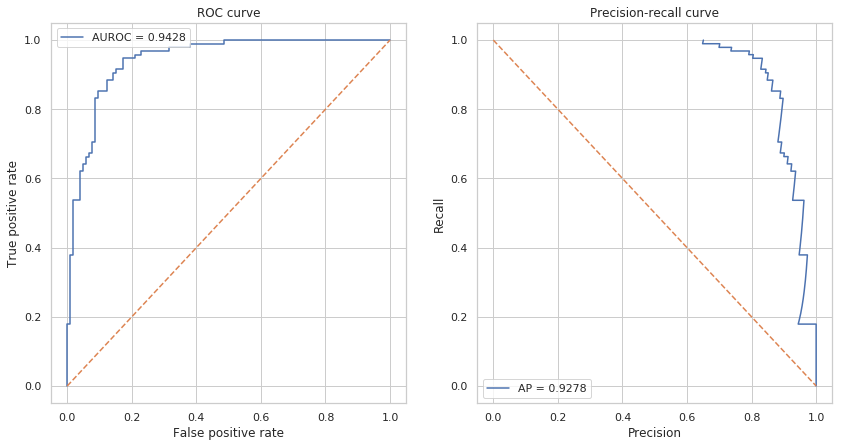 ROC curve
AUROC = 0.9428
1.0
0.8
0.6
0.4
0.2
0.0
True positive rate
0.0 0.2 0.4 0.6 0.8 1.0
False positive rate
Precision-recall curve
1.0
0.8
0.6
0.4
0.2
0.0
Recall
AP = 0.9278
0.0 0.2 0.4 0.6 0.8 1.0
Precision